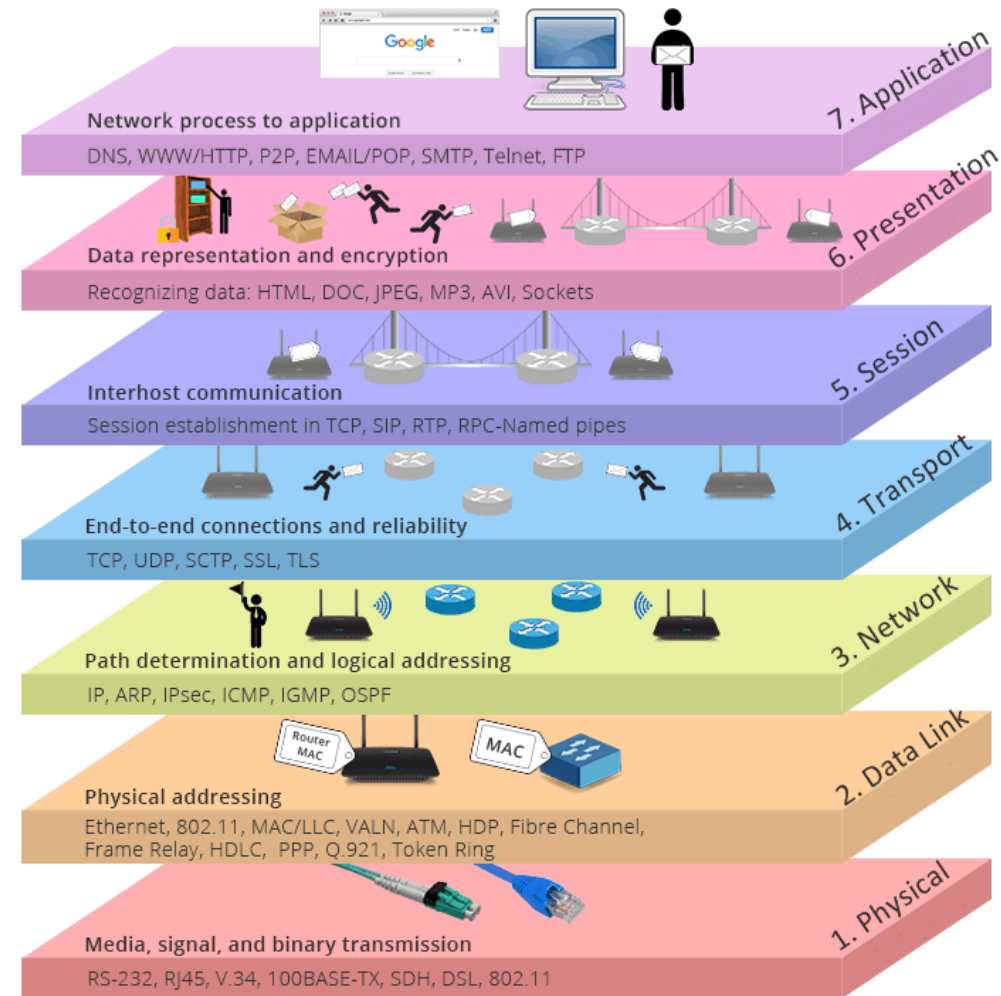 Google
7. Application
Network process to application
DNS, WWW/HTTP, P2P, EMAIL/POP, SMTP, Telnet, FTP
6. Presentation
Data representation and encryption
Recognizing data: HTML, DOC, JPEG, MP3, AVI, Sockets
5. Session
Interhost communication
Session establishment in TCP, SIP, RTP, RPC-Named pipes
4. Transport
End-to-end connections and reliability
TCP, UDP, SCTP, SSL, TLS
3. Network
Path determination and logical addressing
IP, ARP, IPsec, ICMP, IGMP, OSPF
Router
MAC
MAC
2. Data Link
Physical addressing
Ethernet, 802.11, MAC/LLC, VALN, ATM, HDP, Fibre Channel,
Frame Relay, HDLC, PPP, Q.921, Token Ring
1. Physical
Media, signal, and binary transmission
RS-232, RJ45, V.34, 100BASE-TX, SDH, DSL, 802.11